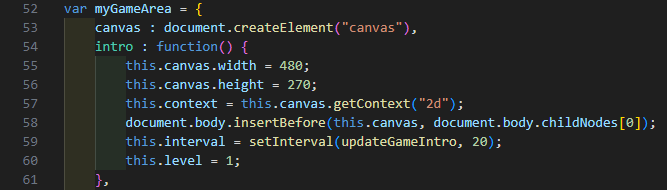 52 var myGameArea = {
53 canvas : document.createElement("canvas"),
54 intro : function() {
55 this.canvas.width = 480;
56 this.canvas.height = 270;
57 this.context = this.canvas.getContext("2d");
58 document.body.insertBefore(this.canvas, document.body.childNodes[0]);
59 this.interval = setInterval(updateGameIntro, 20);
60 this.level = 1;
61 },